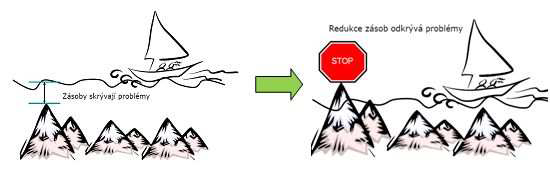 Zásoby skrývají problémy
Redukce zásob odkrývá problémy
STOP